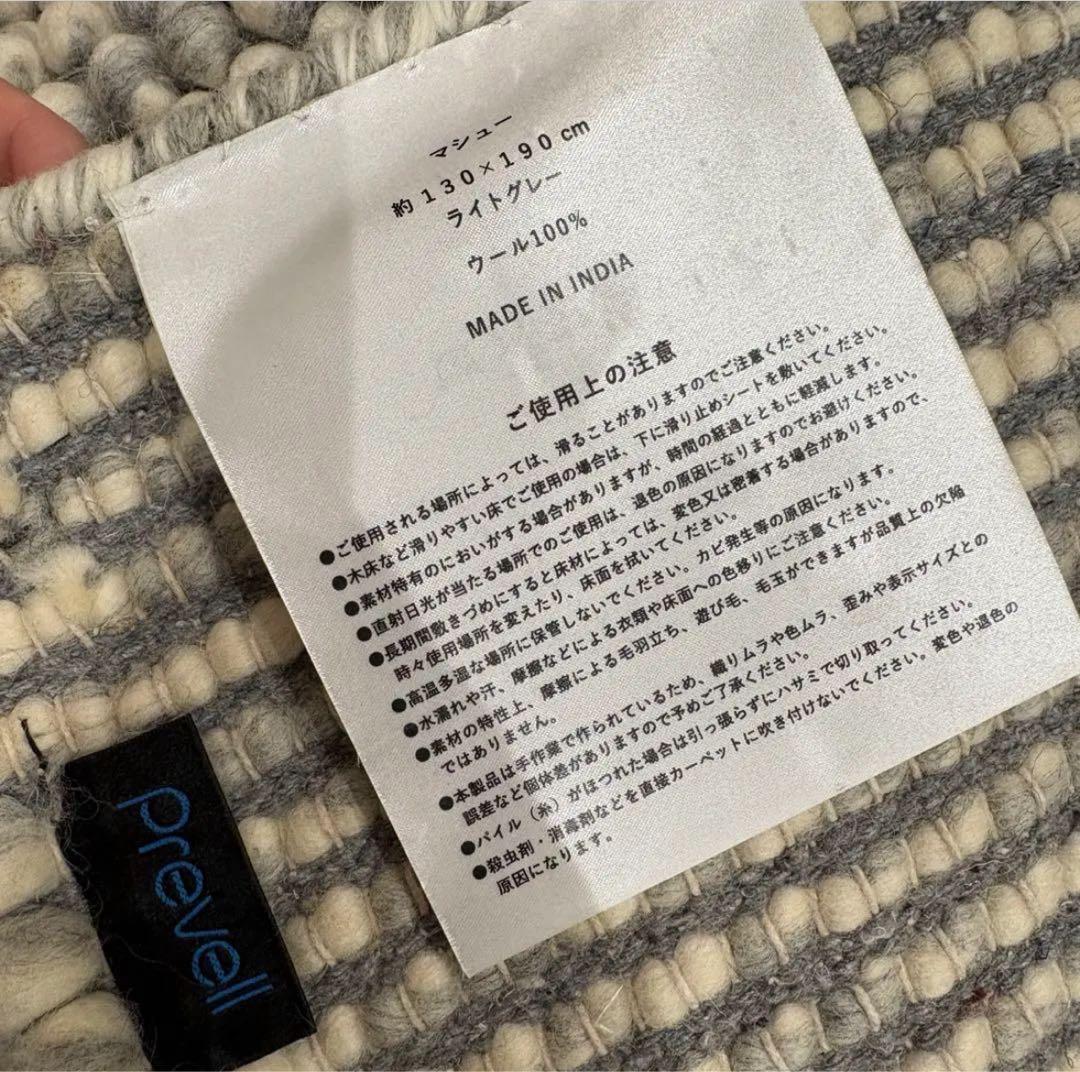 マシュー
約 130×190 cm
ライトグレー
ウール100%
MADE IN INDIA
ご使用上の注意
●ご使用される場所によっては、滑ることがありますのでご注意ください。
●木床など滑りやすい床でご使用の場合は、下に滑り止めシートを敷いてください。
●素材特有のにおいがする場合がありますが、時間の経過とともに軽減します。
●直射日光が当たる場所でのご使用は、退色の原因になりますのでお避けください。
●長期間敷きづめにすると床材によっては、変色又は密着する場合がありますので、
時々使用場所を変えたり、床面を拭いてください。
●高温多湿な場所に保管しないでください。カビ発生等の原因になります。
●水濡れや汗、摩擦などによる衣類や床面への色移りにご注意ください。
●素材の特性上、摩擦による毛羽立ち、遊び毛、毛玉ができますが品質上の欠陥
ではありません。
●本製品は手作業で作られているため、織りムラや色ムラ、歪みや表示サイズとの
誤差など個体差がありますので予めご了承ください。
●パイル（糸）がほつれた場合は引っ張らずにハサミで切り取ってください。
●殺虫剤・消毒剤などを直接カーペットに吹き付けないでください。変色や退色の
原因になります。
prevell